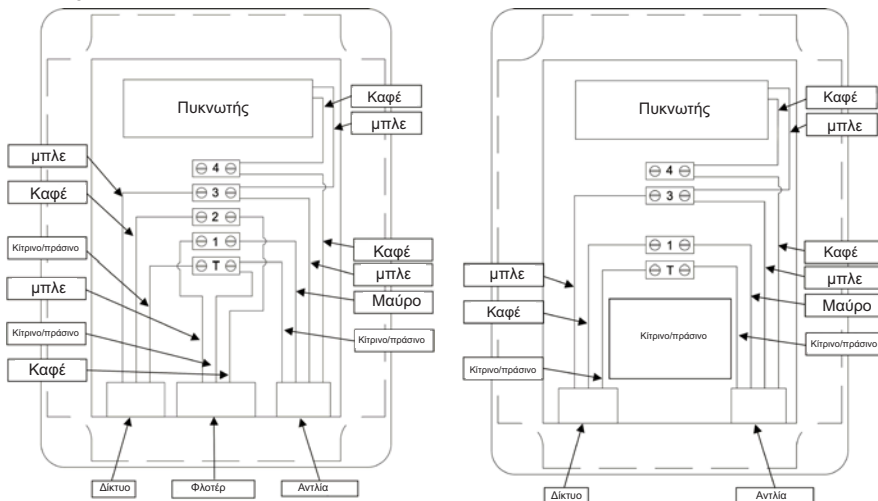 Πυκνωτής
Καφέ
μπλε
μπλε
Καφέ
Κίτρινο/πράσινο
μπλε
Κίτρινο/πράσινο
Καφέ
4
3
2
1
T
Καφέ
μπλε
Μαύρο
Κίτρινο/πράσινο
Δίκτυο
Φλοτέρ
Αντλία
Πυκνωτής
Καφέ
μπλε
4
3
1
T
μπλε
Καφέ
Κίτρινο/πράσινο
Κίτρινο/πράσινο
Καφέ
μπλε
Μαύρο
Κίτρινο/πράσινο
Δίκτυο
Αντλία